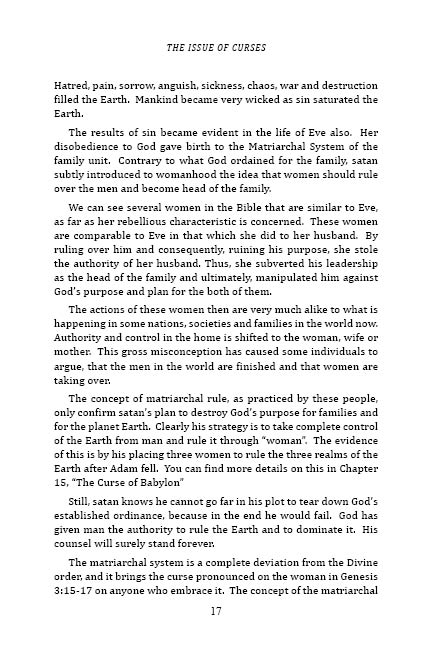 THE ISSUE OF CURSES
Hatred, pain, sorrow, anguish, sickness, chaos, war and destruction
filled the Earth. Mankind became very wicked as sin saturated the
Earth.
The results of sin became evident in the life of Eve also. Her
disobedience to God gave birth to the Matriarchal System of the
family unit. Contrary to what God ordained for the family, satan
subtly introduced to womanhood the idea that women should rule
over the men and become head of the family.
We can see several women in the Bible that are similar to Eve,
as far as her rebellious characteristic is concerned. These women
are comparable to Eve in that which she did to her husband. By
ruling over him and consequently, ruining his purpose, she stole
the authority of her husband. Thus, she subverted his leadership
as the head of the family and ultimately, manipulated him against
God's purpose and plan for the both of them.
The actions of these women then are very much alike to what is
happening in some nations, societies and families in the world now.
Authority and control in the home is shifted to the woman, wife or
mother. This gross misconception has caused some individuals to
argue, that the men in the world are finished and that women are
taking over.
The concept of matriarchal rule, as practiced by these people,
only confirm satan's plan to destroy God's purpose for families and
for the planet Earth. Clearly his strategy is to take complete control
of the Earth from man and rule it through “woman”. The evidence
of this is by his placing three women to rule the three realms of the
Earth after Adam fell. You can find more details on this in Chapter
15, “The Curse of Babylon”
Still, satan knows he cannot go far in his plot to tear down God's
established ordinance, because in the end he would fail. God has
given man the authority to rule the Earth and to dominate it. His
counsel will surely stand forever.
The matriarchal system is a complete deviation from the Divine
order, and it brings the curse pronounced on the woman in Genesis
3:15-17 on anyone who embrace it. The concept of the matriarchal
17